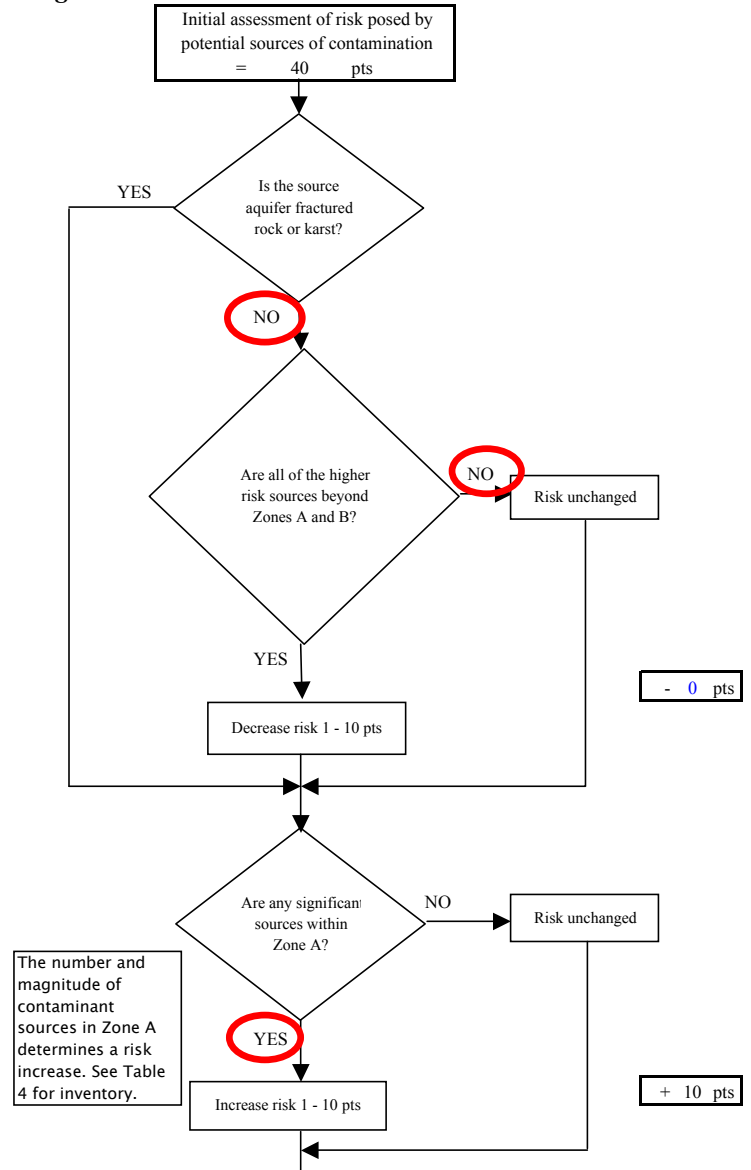 Initial assessment of risk posed by
potential sources of contamination
= 40 pts
YES
Is the source
aquifer fractured
rock or karst?
NO
Are all of the higher
risk sources beyond
Zones A and B?
NO
Risk unchanged
YES
- 0 pts
Decrease risk 1 - 10 pts
Are any significant
sources within
Zone A?
NO
Risk unchanged
The number and
magnitude of
contaminant
sources in Zone A
determines a risk
increase. See Table
4 for inventory.
YES
+ 10 pts
Increase risk 1 - 10 pts